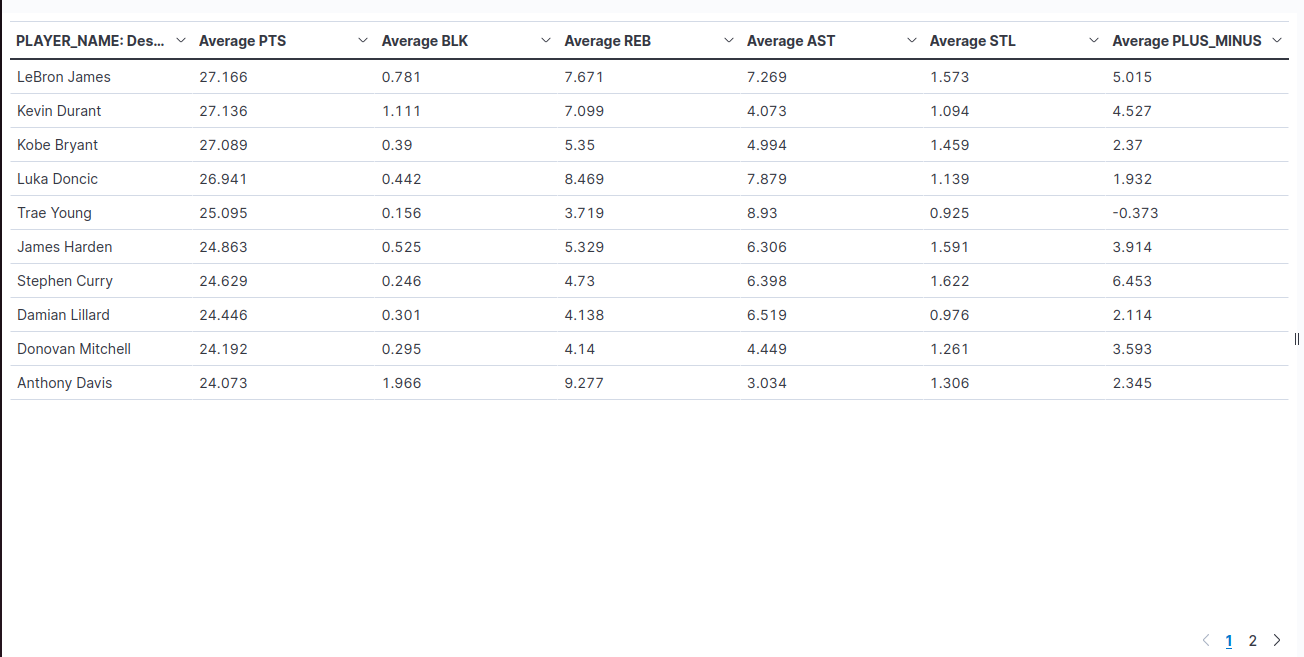 PLAYER_NAME: Des... Average PTS Average BLK Average REB Average AST Average STL Average PLUS_MINUS
LeBron James 27.166 0.781 7.671 7.269 1.573 5.015
Kevin Durant 27.136 1.111 7.099 4.073 1.094 4.527
Kobe Bryant 27.089 0.39 5.35 4.994 1.459 2.37
Luka Doncic 26.941 0.442 8.469 7.879 1.139 1.932
Trae Young 25.095 0.156 3.719 8.93 0.925 -0.373
James Harden 24.863 0.525 5.329 6.306 1.591 3.914
Stephen Curry 24.629 0.246 4.73 6.398 1.622 6.453
Damian Lillard 24.446 0.301 4.138 6.519 0.976 2.114
Donovan Mitchell 24.192 0.295 4.14 4.449 1.261 3.593
Anthony Davis 24.073 1.966 9.277 3.034 1.306 2.345
1 2